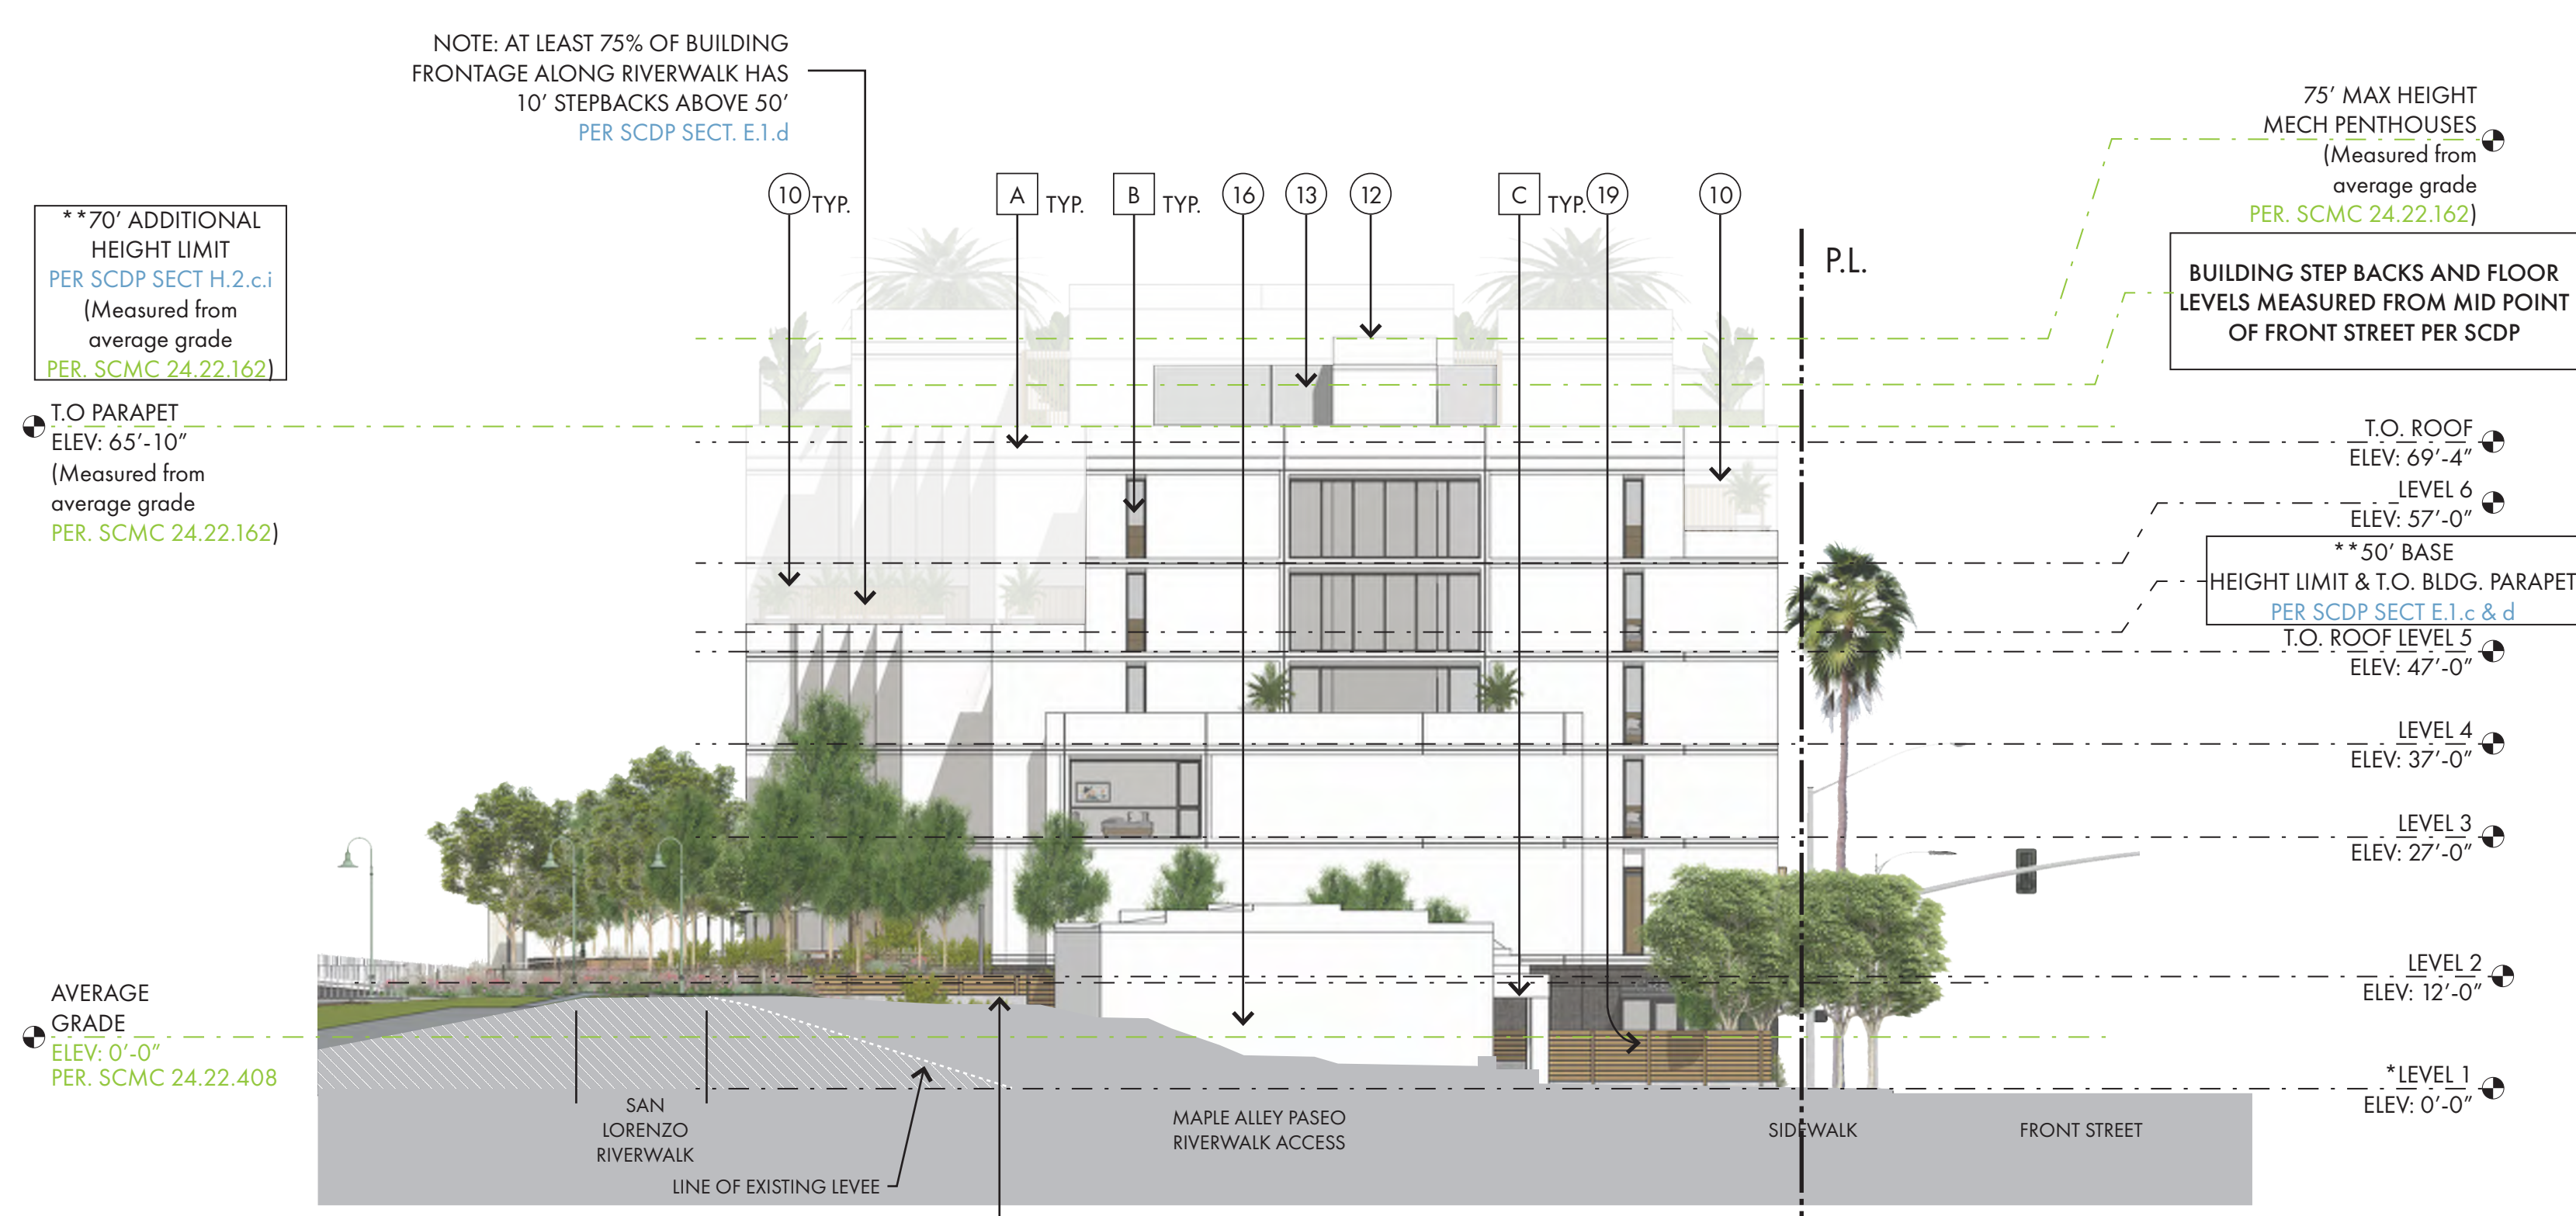 NOTE: AT LEAST 75% OF BUILDING
FRONTAGE ALONG RIVERWALK HAS
10’ STEPBACKS ABOVE 50’
PER SCDP SECT. E.1.d
75’ MAX HEIGHT
MECH PENTHOUSES
(Measured from
average grade
PER. SCMC 24.22.162)
10 TYP.
A TYP.
B TYP.
16
13
12
C TYP.
19
10
P.L.
**70’ ADDITIONAL
HEIGHT LIMIT
PER SCDP SECT H.2.c.i
(Measured from
average grade
PER. SCMC 24.22.162)
BUILDING STEP BACKS AND FLOOR
LEVELS MEASURED FROM MID POINT
OF FRONT STREET PER SCDP
T.O PARAPET
ELEV: 65’-10”
(Measured from
average grade
PER. SCMC 24.22.162)
T.O. ROOF
ELEV: 69’-4”
LEVEL 6
ELEV: 57’-0”
**50’ BASE
HEIGHT LIMIT & T.O. BLDG. PARAPET
PER SCDP SECT E.1.c & d
T.O. ROOF LEVEL 5
ELEV: 47’-0”
LEVEL 4
ELEV: 37’-0”
LEVEL 3
ELEV: 27’-0”
LEVEL 2
ELEV: 12’-0”
AVERAGE
GRADE
ELEV: 0’-0”
PER. SCMC 24.22.408
*LEVEL 1
ELEV: 0’-0”
SAN
LORENZO
RIVERWALK
MAPLE ALLEY PASEO
RIVERWALK ACCESS
SIDEWALK
FRONT STREET
LINE OF EXISTING LEVEE